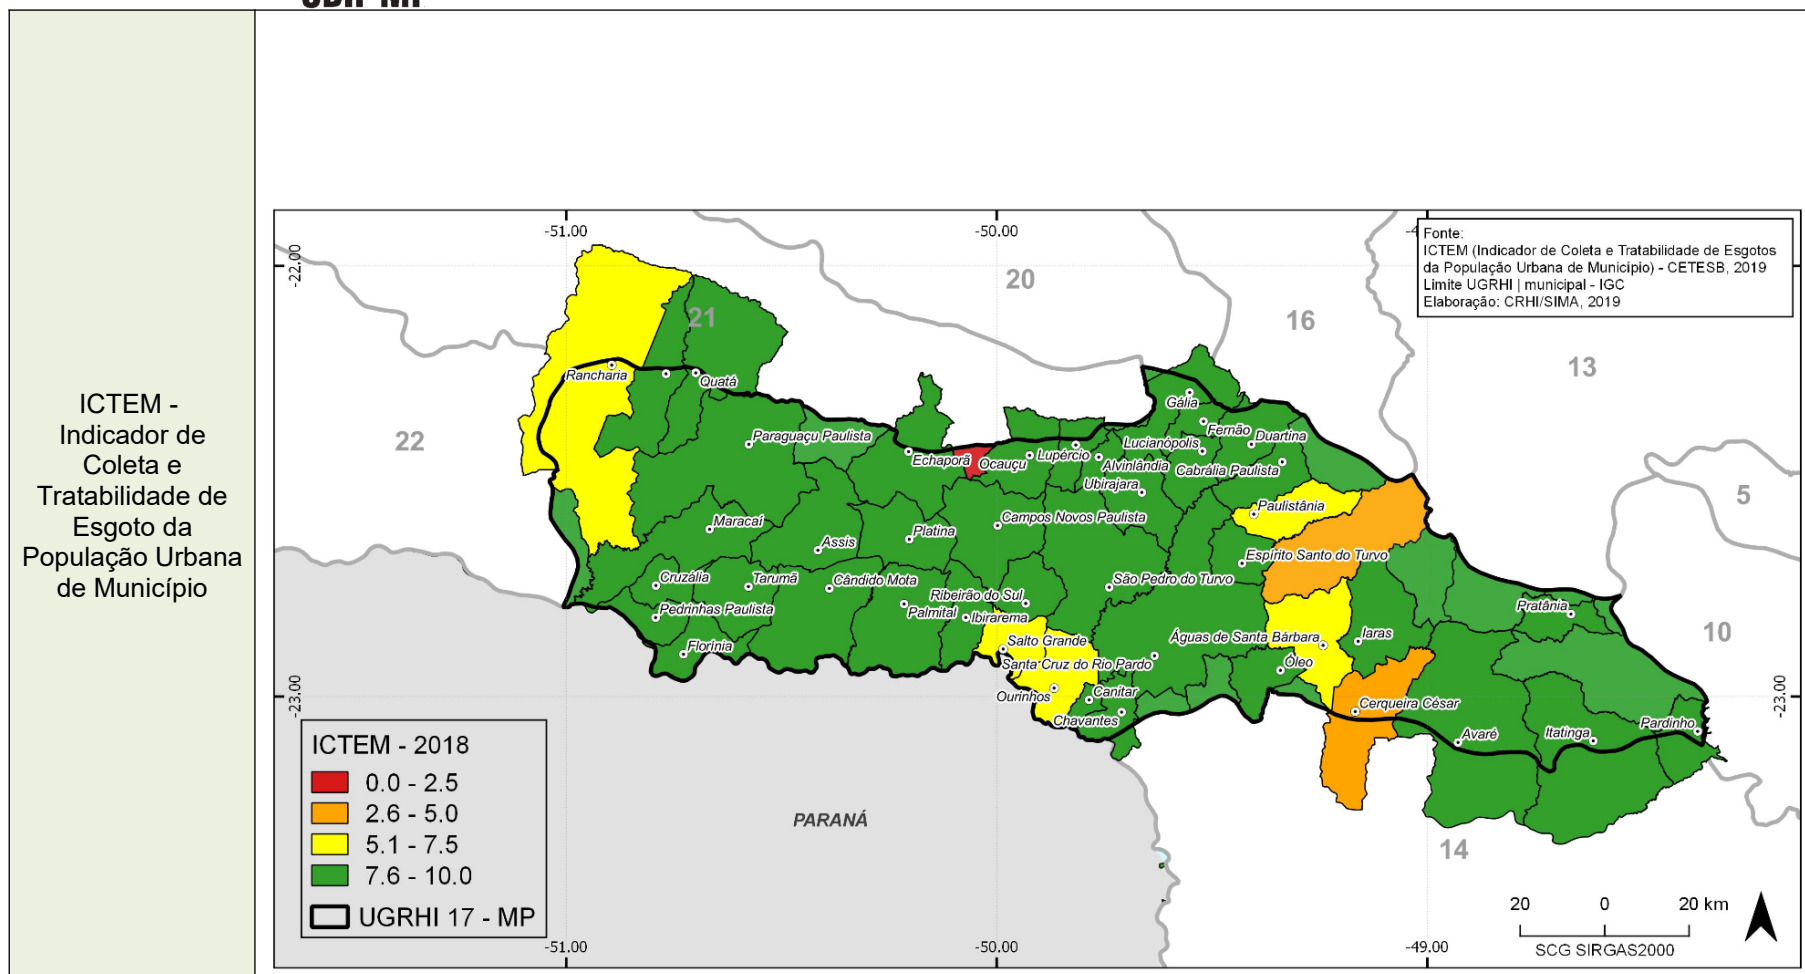 ICTEM -
Indicador de
Coleta e
Tratabilidade de
Esgoto da
População Urbana
de Município
-51.00
-50.00
Fonte:
ICTEM (Indicador de Coleta e Tratabilidade de Esgotos
da População Urbana de Município) - CETESB, 2019
Limite UGRHI | municipal - IGC
Elaboração: CRHI/SIMA, 2019
-22.00
20
21
16
13
22
5
10
14
Rancharia
Quatá
Gália
Fernão
Duartina
Lucianópolis
Paraguaçu Paulista
Echaporã
Ocauçu
Lupércio
Alvinlândia
Cabrália Paulista
Ubirajara
Paulistânia
Maracaí
Campos Novos Paulista
Platina
Assis
Espírito Santo do Turvo
Cruzália
Tarumã
Cândido Mota
São Pedro do Turvo
Ribeirão do Sul
Pedrinhas Paulista
Palmital
Ibirarema
Pratânia
Florínia
Salto Grande
Águas de Santa Bárbara
Iaras
Santa Cruz do Rio Pardo
Óleo
Ourinhos
Canitar
Chavantes
Cerqueira César
Avaré
Itatinga
Pardinho
-23.00
-23.00
PARANÁ
ICTEM - 2018
0.0 - 2.5
2.6 - 5.0
5.1 - 7.5
7.6 - 10.0
UGRHI 17 - MP
20 0 20 km
SCG SIRGAS2000
-51.00
-50.00
-49.00